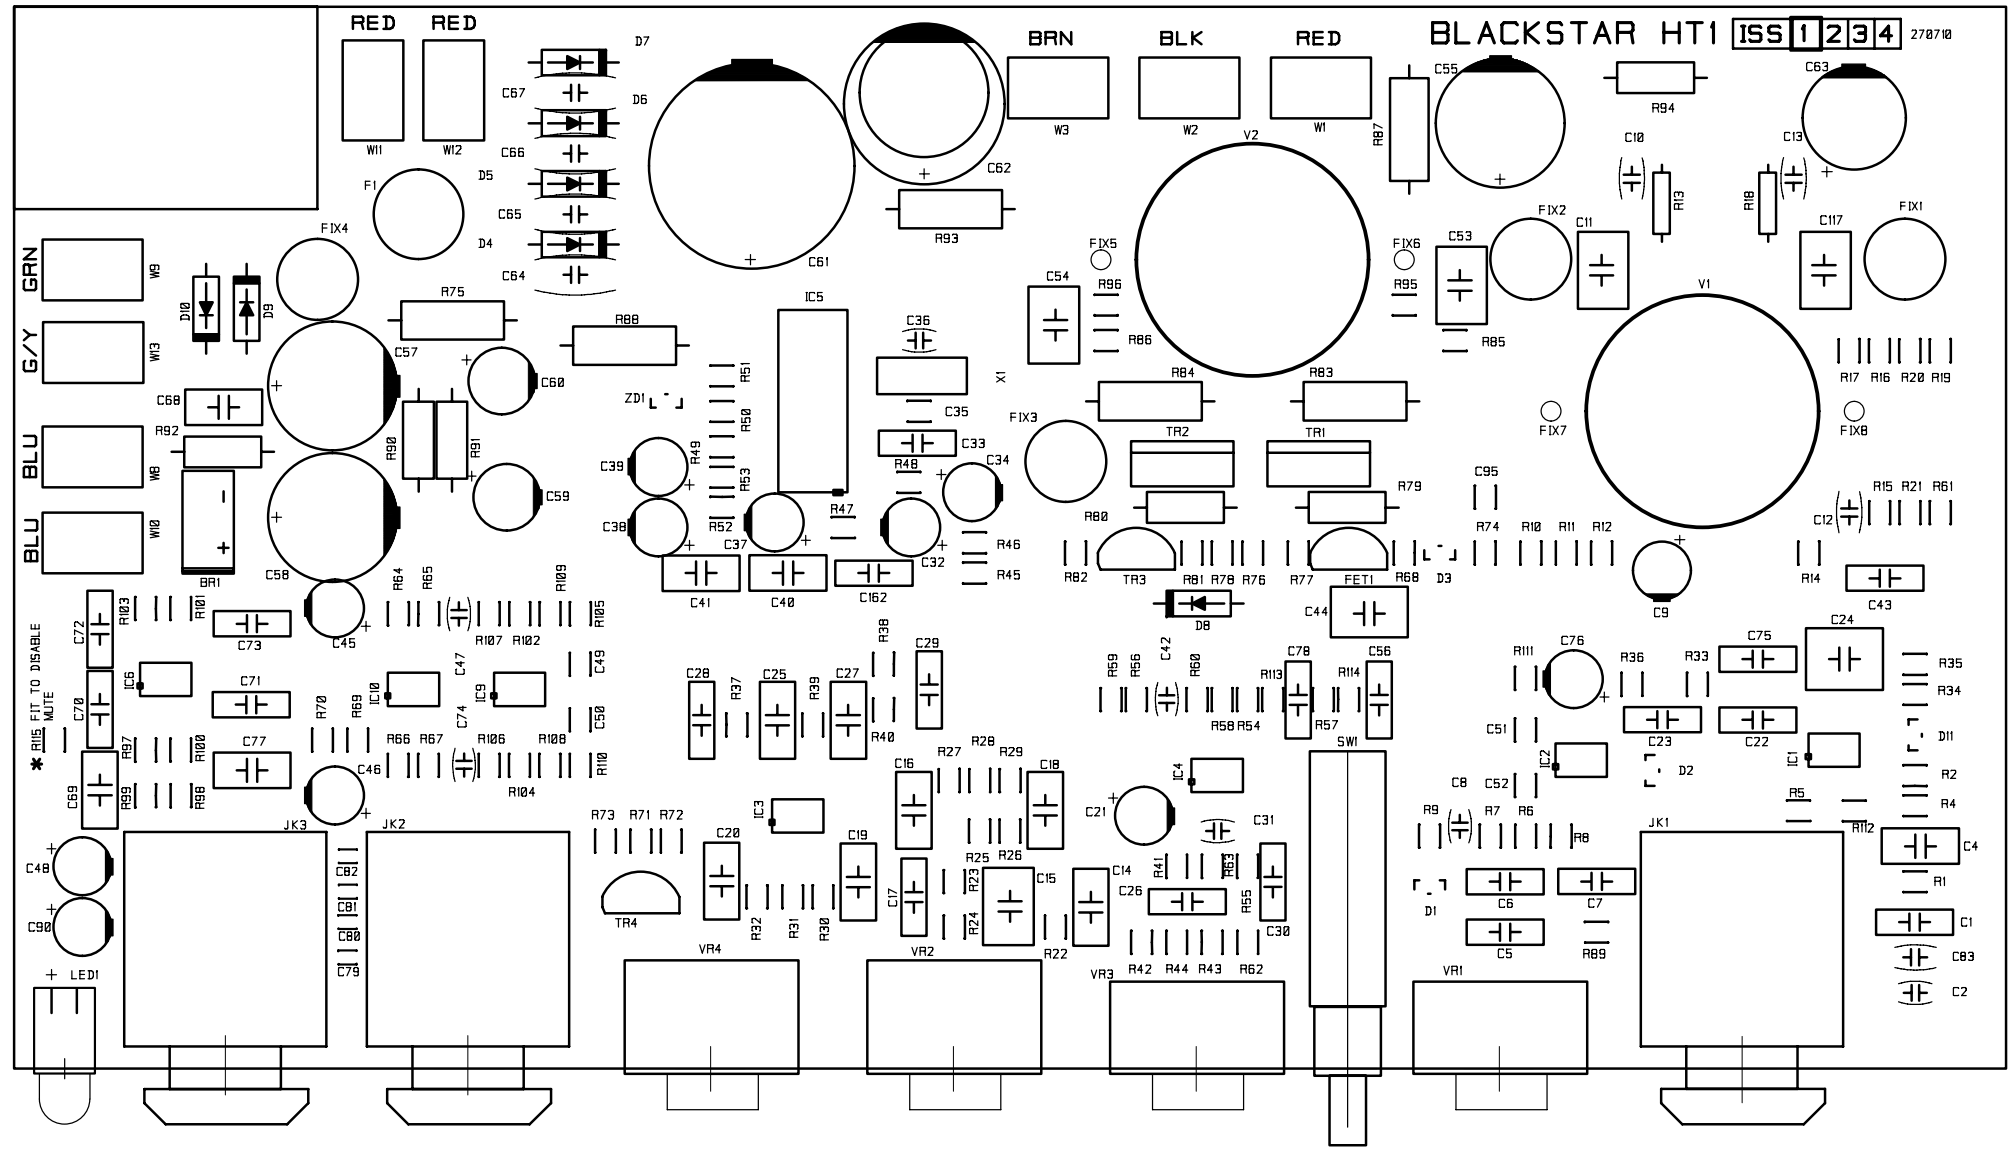 RED RED BRN BLK RED BLACKSTAR HT1 ISS 1 2 3 4 270710
D7 C67 D6 C66 D5 C65 D4 C64
W11 W12 F1 FIX4
C61 C62 R93
W3 W2 W1 V2
C55 R87 R94 C63 C10 C13 R13 R18
FIX5 FIX6 FIX2 FIX1 C11 C53 C117 C54 R96 R95 R86 R85 V1
GRN W9 D10 D9 R75 R88 IC5 C36
G/Y W13 C57 C60 R51 X1 R84 R83
R17 R16 R20 R19
C68 ZD1 R50 C35 FIX3 FIX7 FIX8
R92 R90 R91 C39 R49 C33 TR2 TR1
BLU W8 R53 R48 C34 C95
C59 R79 C12 R15 R21 R61
BLU W10 C38 R52 C37 R47 C32 R80 R46 R45
R74 R10 R11 R12
BR1 C58 C41 C40 C162 R82 TR3 R81 R78 R76 R77 FET1 R68 D3 R14
R64 R65 R109 C9 C43
R103 R101 C72 C73 C45 R107 R102 R105 D8 C44
* R115 FIT TO DISABLE
MUTE
IC6 C71 C70 IC10 C47 IC9 C49 C50 C74
C28 R37 C25 R39 C27 R38 C29 R40
R59 R56 C42 R60 R113 C78 R114 C56 R58 R54 R57
R111 C76 R36 R33 C75 C24 R35 R34
C51 C23 C22 D11
R97 R100 C77 R70 R69 R66 R67 R106 R108 R110 R104
C69 R99 R98 C46
SW1 IC2 D2 IC1 R2 R4
C16 R27 R28 R29 C18 IC4 C52 C8 R5 R112
JK3 JK2 R73 R71 R72 C20 IC3 C19 R25 R26 C21 C31 R9 R7 R6 R8 JK1 C4
C48 C82 C81 C80 C79 C90
TR4 R32 R31 R30 C17 R23 R24 C15 R22 C14 R41 R63 C26 R55 C30
D1 C6 C7 C5 R89 R1 C1 C83 C2
LED1 VR4 VR2 VR3 R42 R44 R43 R62 VR1